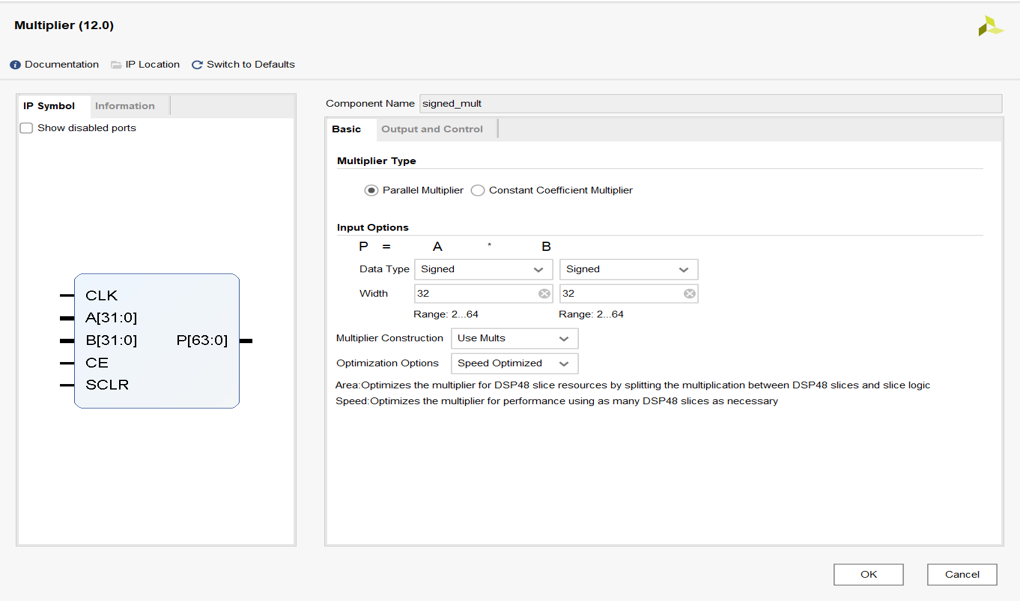 Multiplier (12.0)
Documentation IP Location Switch to Defaults
IP Symbol Information
Show disabled ports
CLK
A[31:0]
B[31:0] P[63:0]
CE
SCLR
Component Name signed_mult
Basic Output and Control
Multiplier Type
Parallel Multiplier Constant Coefficient Multiplier
Input Options
P = A * B
Data Type Signed Signed
Width 32 32
Range: 2...64 Range: 2...64
Multiplier Construction Use Mults
Optimization Options Speed Optimized
Area:Optimizes the multiplier for DSP48 slice resources by splitting the multiplication between DSP48 slices and slice logic
Speed:Optimizes the multiplier for performance using as many DSP48 slices as necessary
OK Cancel